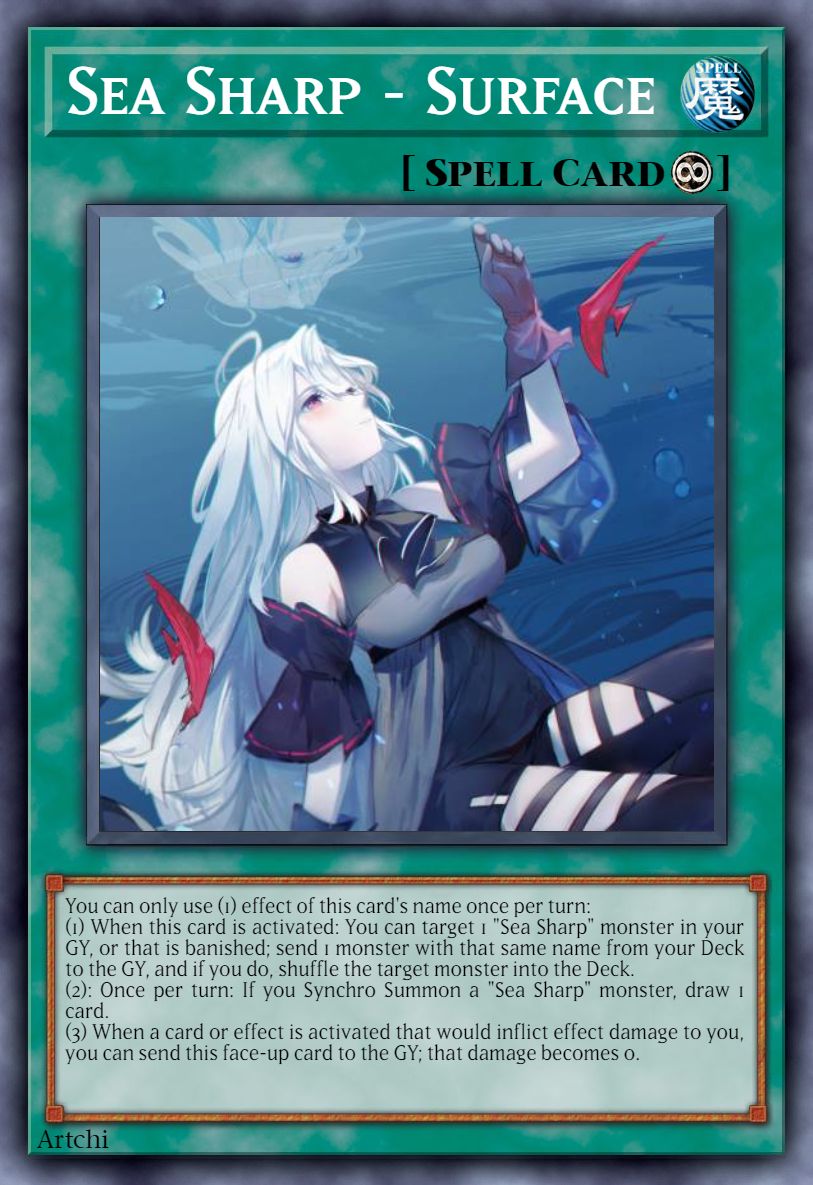 Sea Sharp - Surface
SPELL
魔
[ Spell Card ]
You can only use (1) effect of this card's name once per turn:
(1) When this card is activated: You can target 1 "Sea Sharp" monster in your
GY, or that is banished; send 1 monster with that same name from your Deck
to the GY, and if you do, shuffle the target monster into the Deck.
(2): Once per turn: If you Synchro Summon a "Sea Sharp" monster, draw 1
card.
(3) When a card or effect is activated that would inflict effect damage to you,
you can send this face-up card to the GY; that damage becomes 0.
Artchi